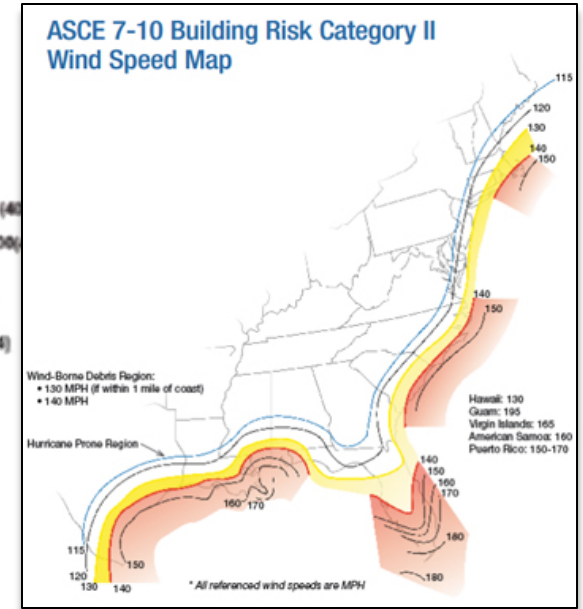 ASCE 7-10 Building Risk Category II
Wind Speed Map
115
120
130
140
150
140
150
Wind-Borne Debris Region:
• 130 MPH (if within 1 mile of coast)
• 140 MPH
Hurricane Prone Region
Hawaii: 130
Guam: 195
Virgin Islands: 165
American Samoa: 160
Puerto Rico: 150-170
140
150
160
170
160 170
180
115
150
120
130 140
180
* All referenced wind speeds are MPH